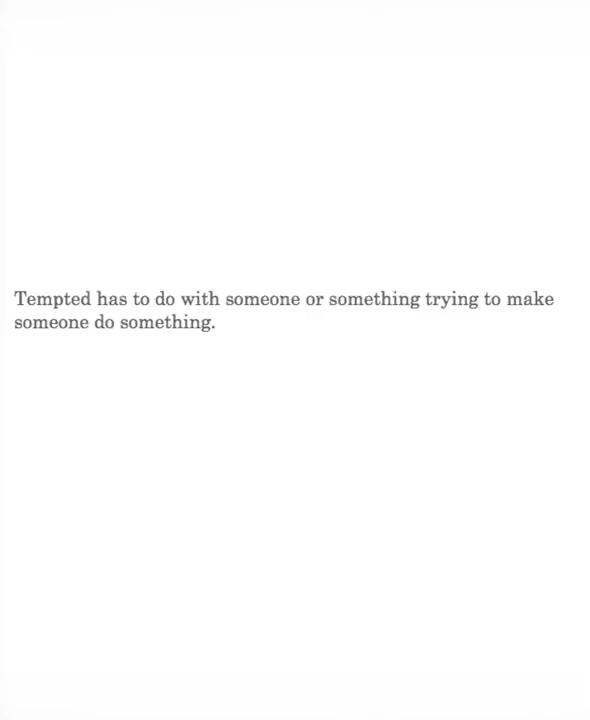 Tempted has to do with someone or something trying to make
someone do something.